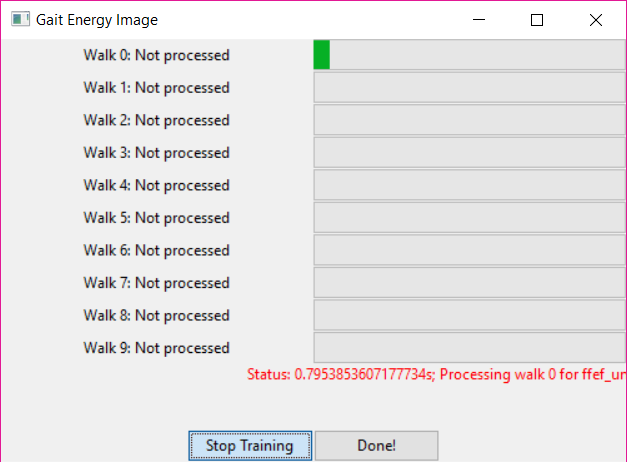 Gait Energy Image
Walk 0: Not processed
Walk 1: Not processed
Walk 2: Not processed
Walk 3: Not processed
Walk 4: Not processed
Walk 5: Not processed
Walk 6: Not processed
Walk 7: Not processed
Walk 8: Not processed
Walk 9: Not processed
Status: 0.7953853607177734s; Processing walk 0 for ffef_un
Stop Training Done!